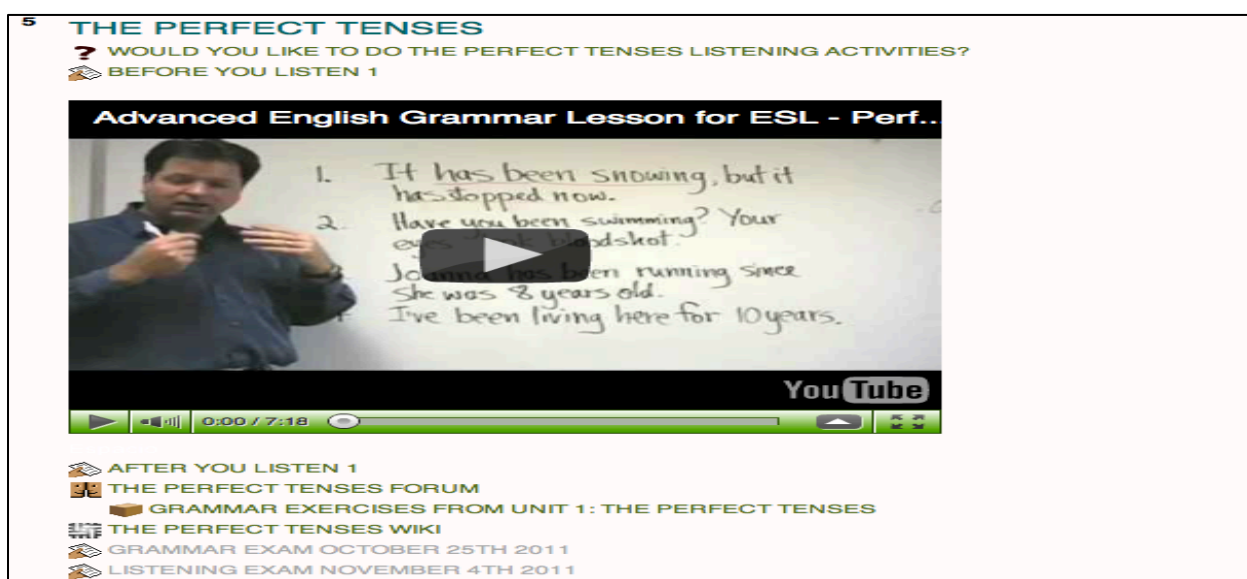 5 THE PERFECT TENSES
WOULD YOU LIKE TO DO THE PERFECT TENSES LISTENING ACTIVITIES?
BEFORE YOU LISTEN 1
Advanced English Grammar Lesson for ESL - Perf...
1. It has been snowing, but it
has stopped now.
2. Have you been swimming? Your
eyes bloodshot.
Joanna has been running since
she was 8 years old.
I've been living here for 10 years.
YouTube
0:00 / 7:18
AFTER YOU LISTEN 1
THE PERFECT TENSES FORUM
GRAMMAR EXERCISES FROM UNIT 1: THE PERFECT TENSES
THE PERFECT TENSES WIKI
GRAMMAR EXAM OCTOBER 25TH 2011
LISTENING EXAM NOVEMBER 4TH 2011